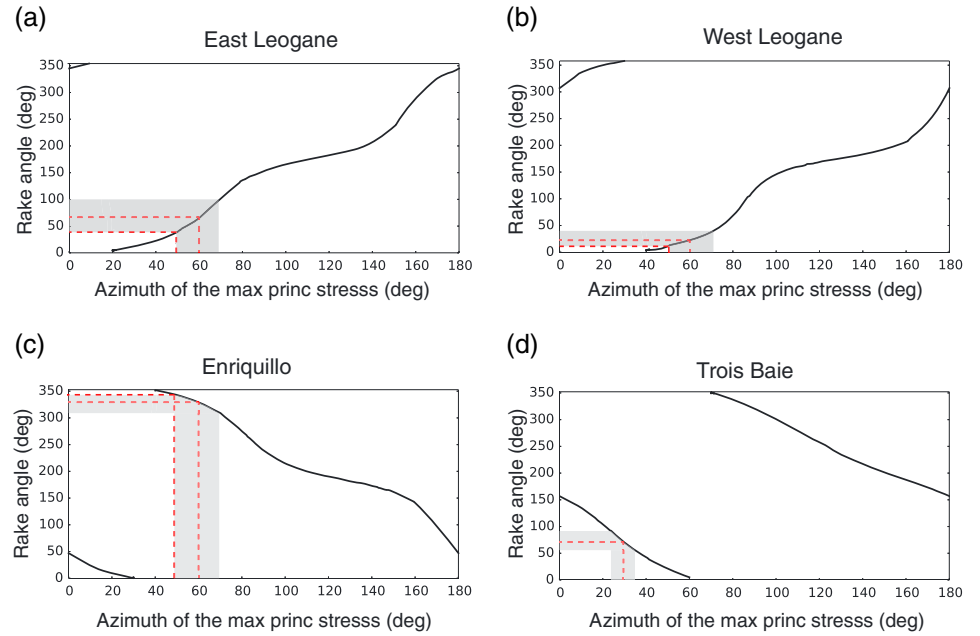 (a)
East Leogane
Rake angle (deg)
350
300
250
200
150
100
50
0
0 20 40 60 80 100 120 140 160 180
Azimuth of the max princ stresss (deg)
(b)
West Leogane
Rake angle (deg)
350
300
250
200
150
100
50
0
0 20 40 60 80 100 120 140 160 180
Azimuth of the max princ stresss (deg)
(c)
Enriquillo
Rake angle (deg)
350
300
250
200
150
100
50
0
0 20 40 60 80 100 120 140 160 180
Azimuth of the max princ stresss (deg)
(d)
Trois Baie
Rake angle (deg)
350
300
250
200
150
100
50
0
0 20 40 60 80 100 120 140 160 180
Azimuth of the max princ stresss (deg)